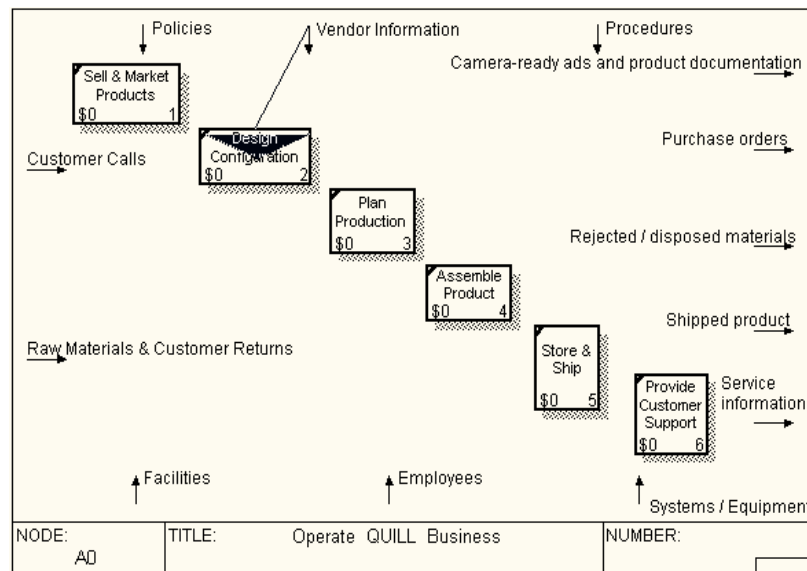 Policies
Vendor Information
Procedures
Camera-ready ads and product documentation
Sell & Market
Products
$0 1
Design
Configuration
$0 2
Purchase orders
Customer Calls
Plan
Production
$0 3
Rejected / disposed materials
Assemble
Product
$0 4
Shipped product
Raw Materials & Customer Returns
Store &
Ship
$0 5
Provide
Customer
Support
$0 6
Service
information
Facilities
Employees
Systems / Equipment
NODE:
A0
TITLE:
Operate QUILL Business
NUMBER: